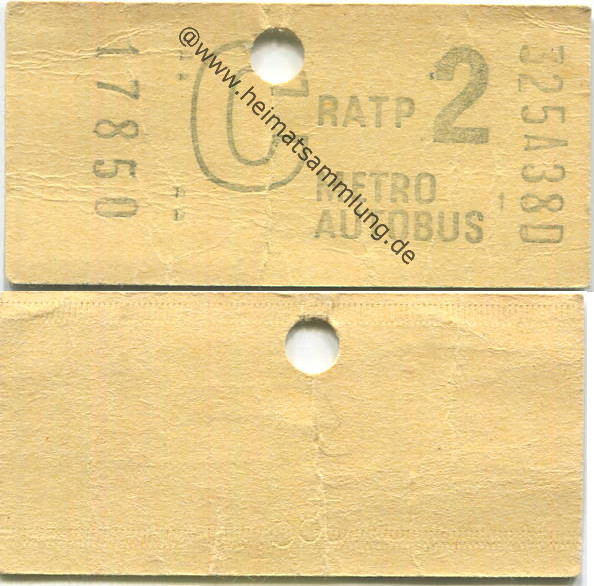 17850
C
RATP
2
METRO
AUTOBUS
325A38D
@www.heimatsammlung.de